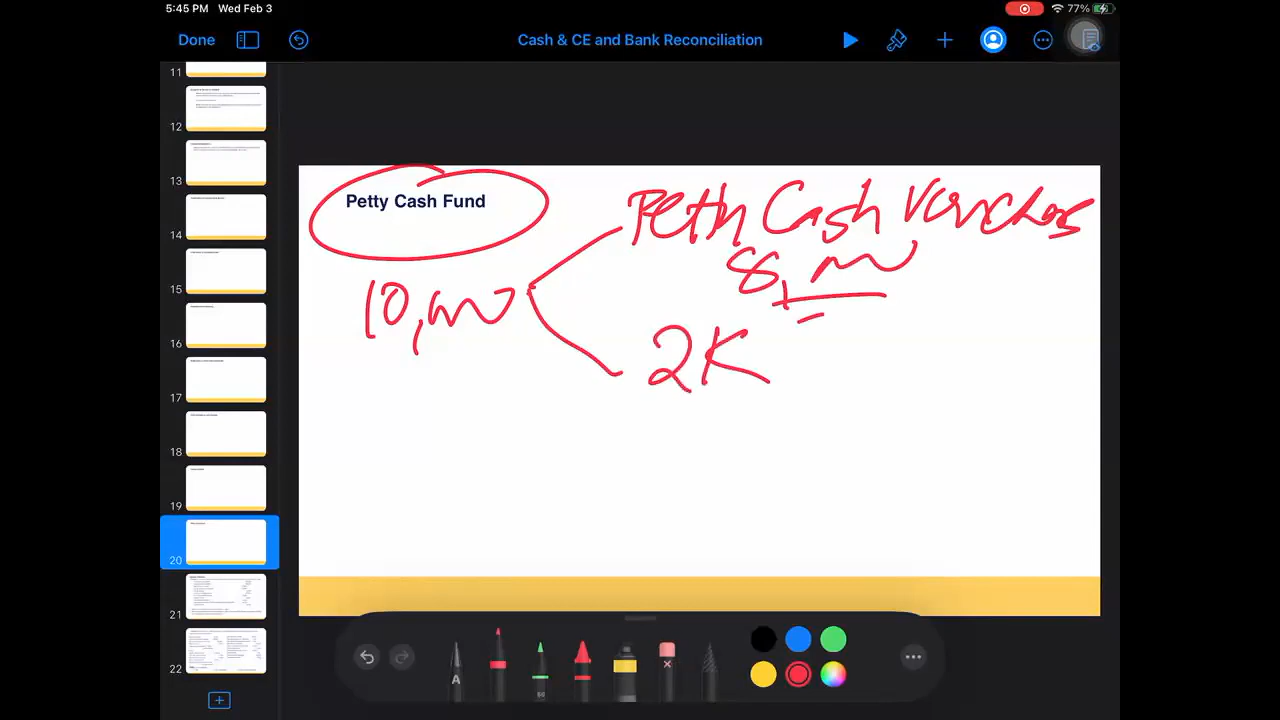 5:45 PM Wed Feb 3
77%
Done
Cash & CE and Bank Reconciliation
11
12
13
14
15
16
17
18
19
20
21
22
Petty Cash Fund
Petty Cash Vouchers
10,000
8,000
2K
A
50